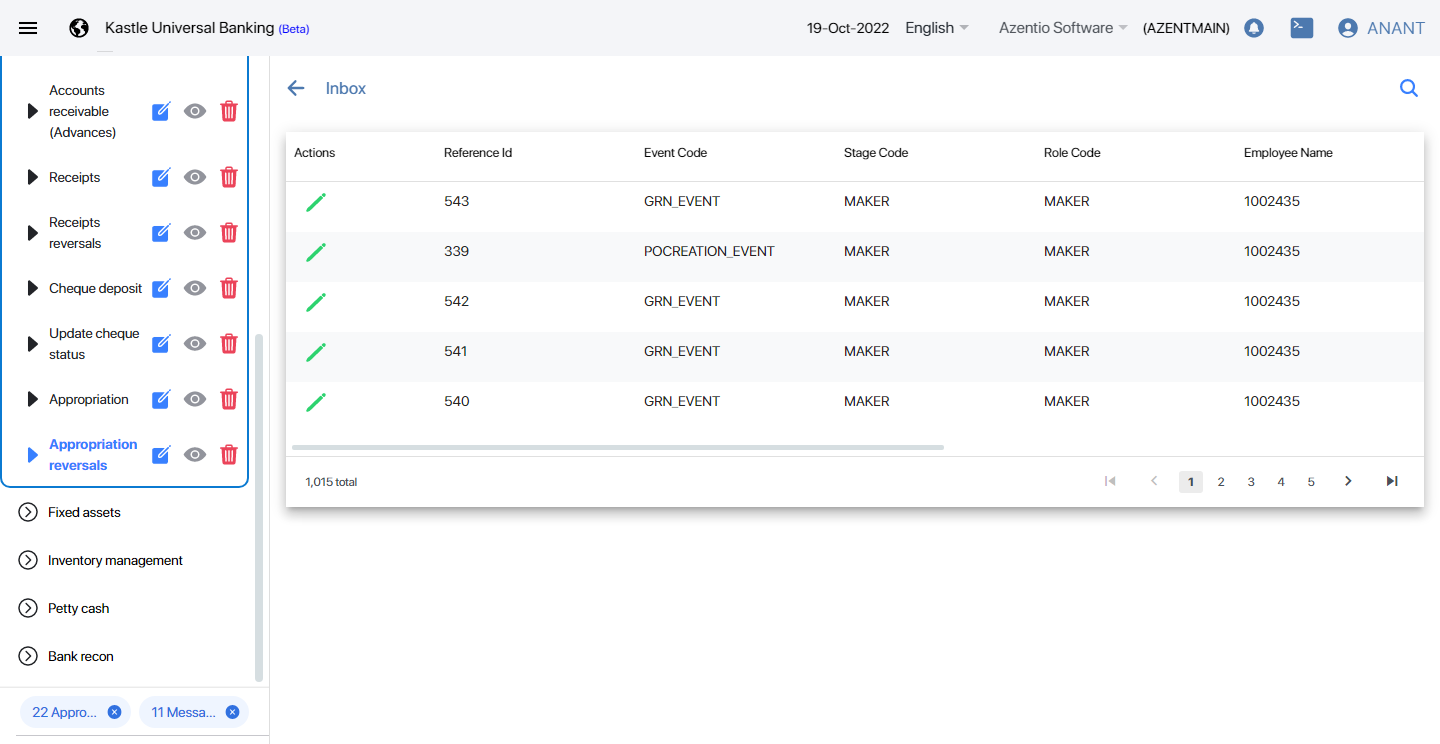 Kastle Universal Banking (Beta)
19-Oct-2022 English Azentio Software (AZENTMAIN) ANANT
Accounts
receivable
(Advances)
Receipts
Receipts
reversals
Cheque deposit
Update cheque
status
Appropriation
Appropriation
reversals
Fixed assets
Inventory management
Petty cash
Bank recon
22 Appro...
11 Messa...
Inbox
Actions Reference Id Event Code Stage Code Role Code Employee Name
543 GRN_EVENT MAKER MAKER 1002435
339 POCREATION_EVENT MAKER MAKER 1002435
542 GRN_EVENT MAKER MAKER 1002435
541 GRN_EVENT MAKER MAKER 1002435
540 GRN_EVENT MAKER MAKER 1002435
1,015 total 1 2 3 4 5